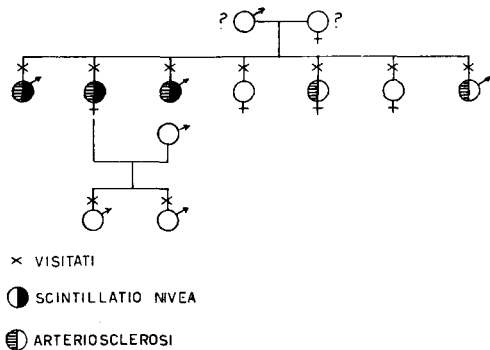 ? ?
× VISITATI
SCINTILLATIO NIVEA
ARTERIOSCLEROSI